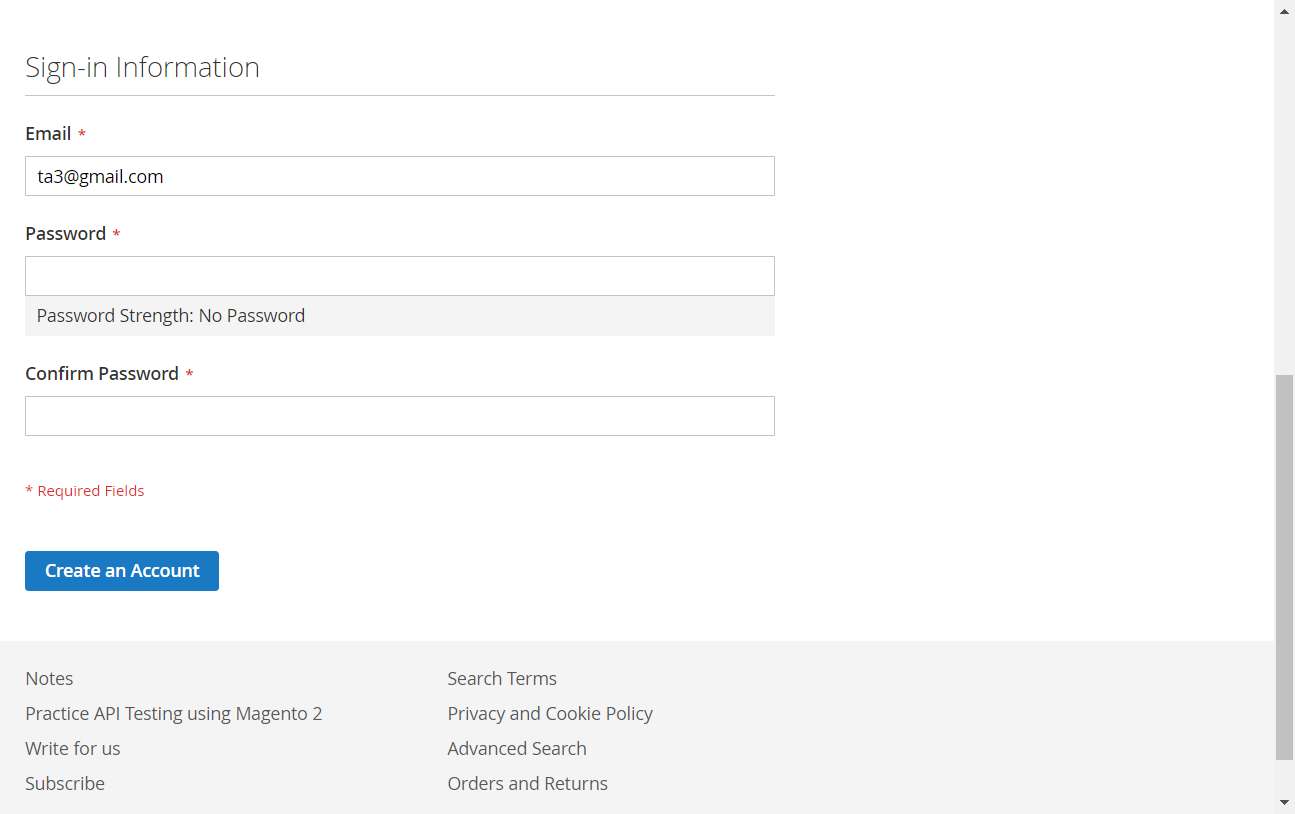 Sign-in Information
Email *
ta3@gmail.com
Password *
Password Strength: No Password
Confirm Password *
* Required Fields
Create an Account
Notes
Practice API Testing using Magento 2
Write for us
Subscribe
Search Terms
Privacy and Cookie Policy
Advanced Search
Orders and Returns